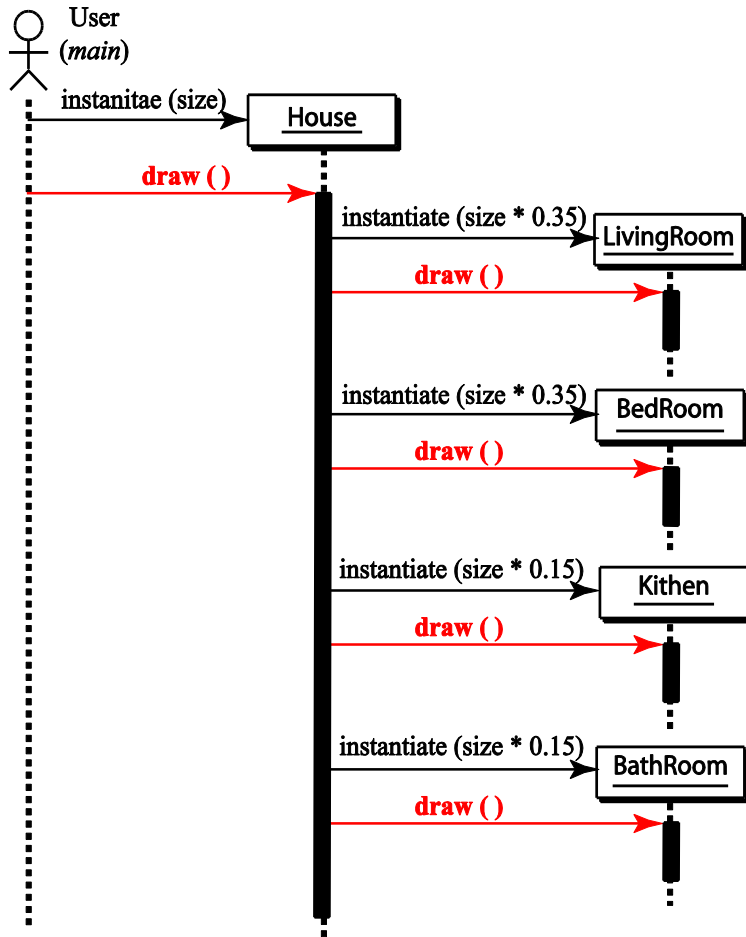 User
(main)
instanitae (size)
House
draw ( )
instantiate (size * 0.35)
LivingRoom
draw ( )
instantiate (size * 0.35)
BedRoom
draw ( )
instantiate (size * 0.15)
Kithen
draw ( )
instantiate (size * 0.15)
BathRoom
draw ( )